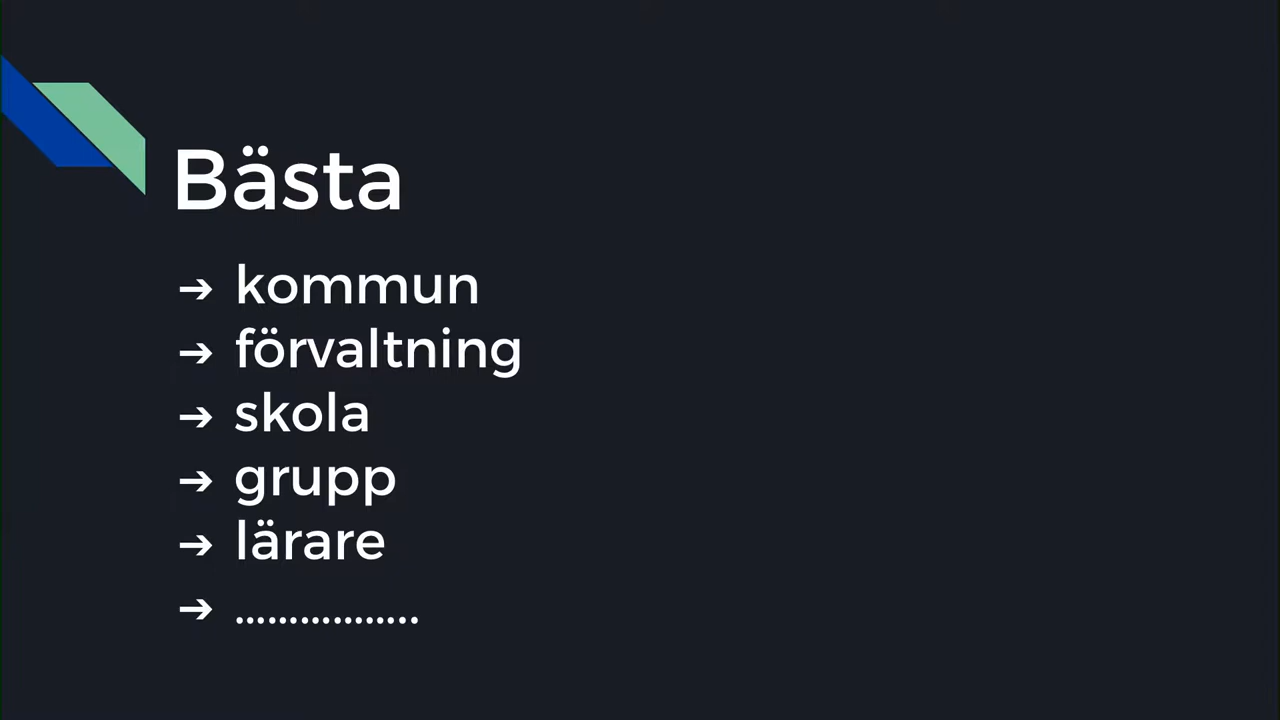 Bästa
➔ kommun
➔ förvaltning
➔ skola
➔ grupp
➔ lärare
➔ ……………..